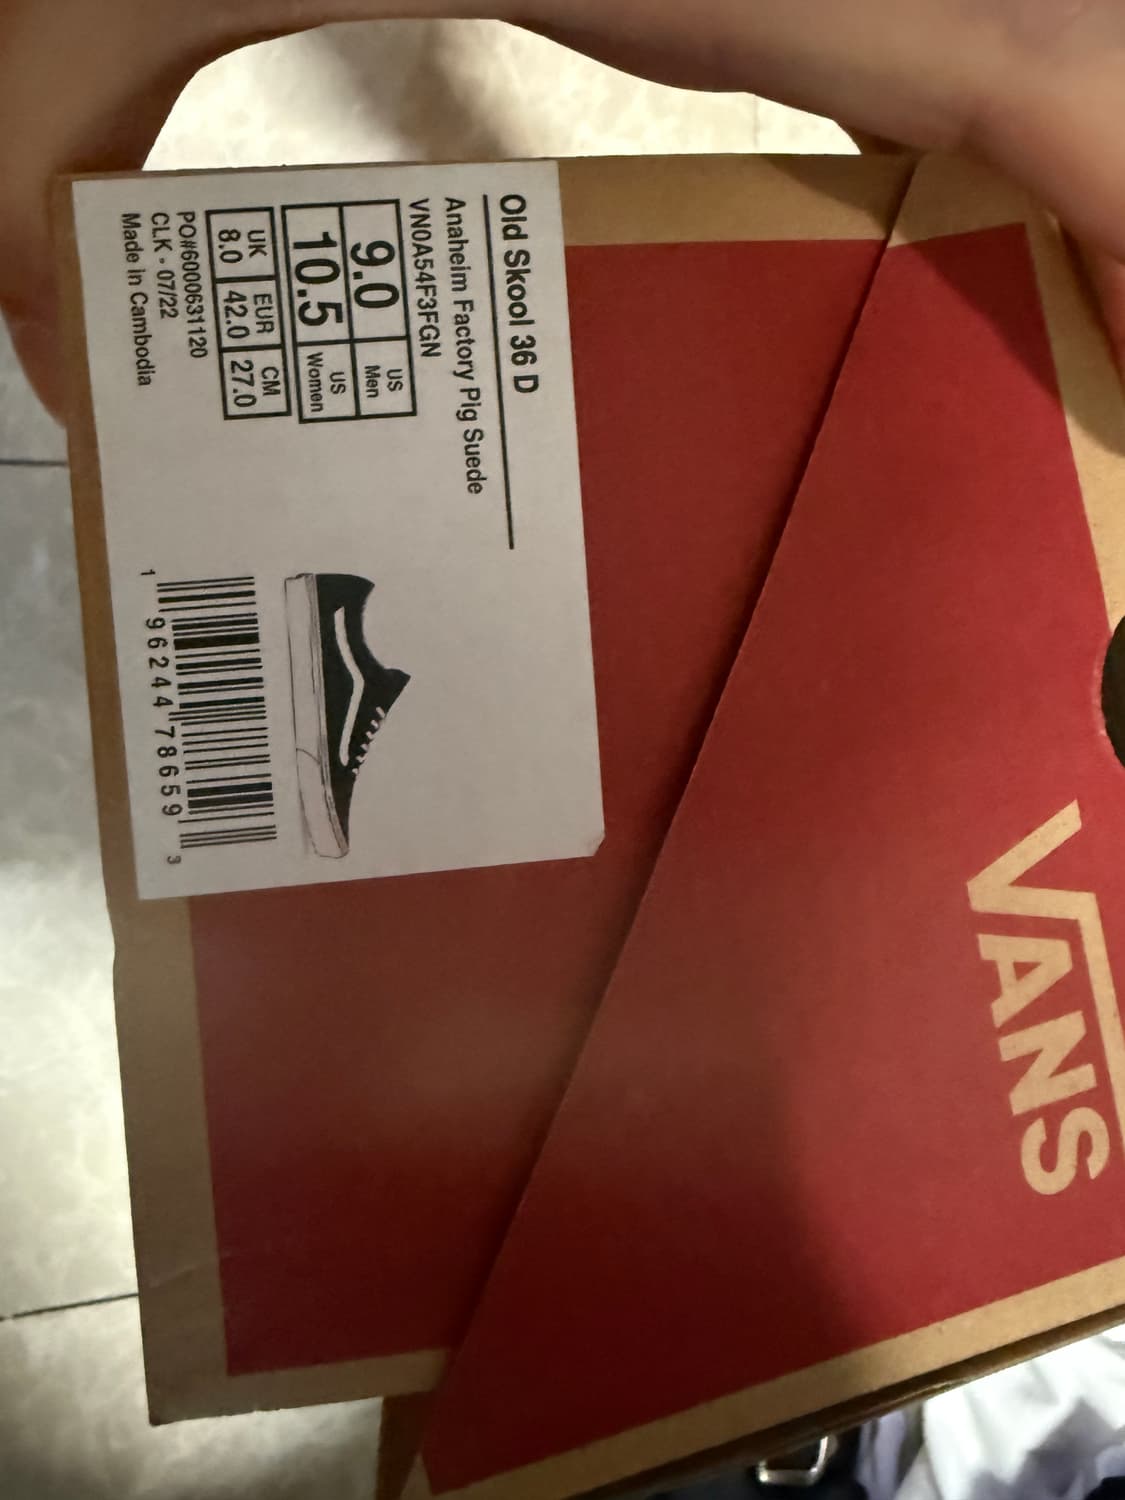 Old Skool 36 D
Anaheim Factory Pig Suede
VN0A54F3FGN
9.0 US Men
10.5 US Women
UK EUR CM
8.0 42.0 27.0
PO#6000631120
CLK - 07/22
Made in Cambodia
1 96244 78659 3
VANS